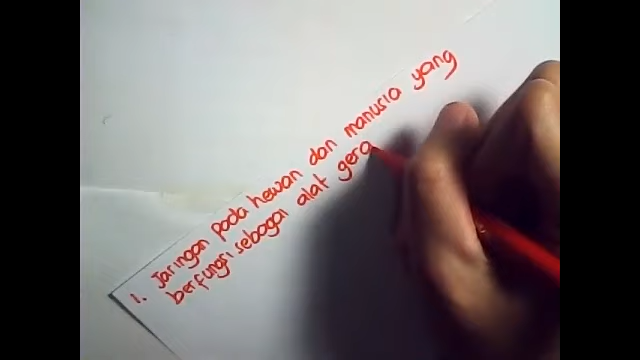 1. Jaringan pada hewan dan manusia yang
berfungsi sebagai alat gera